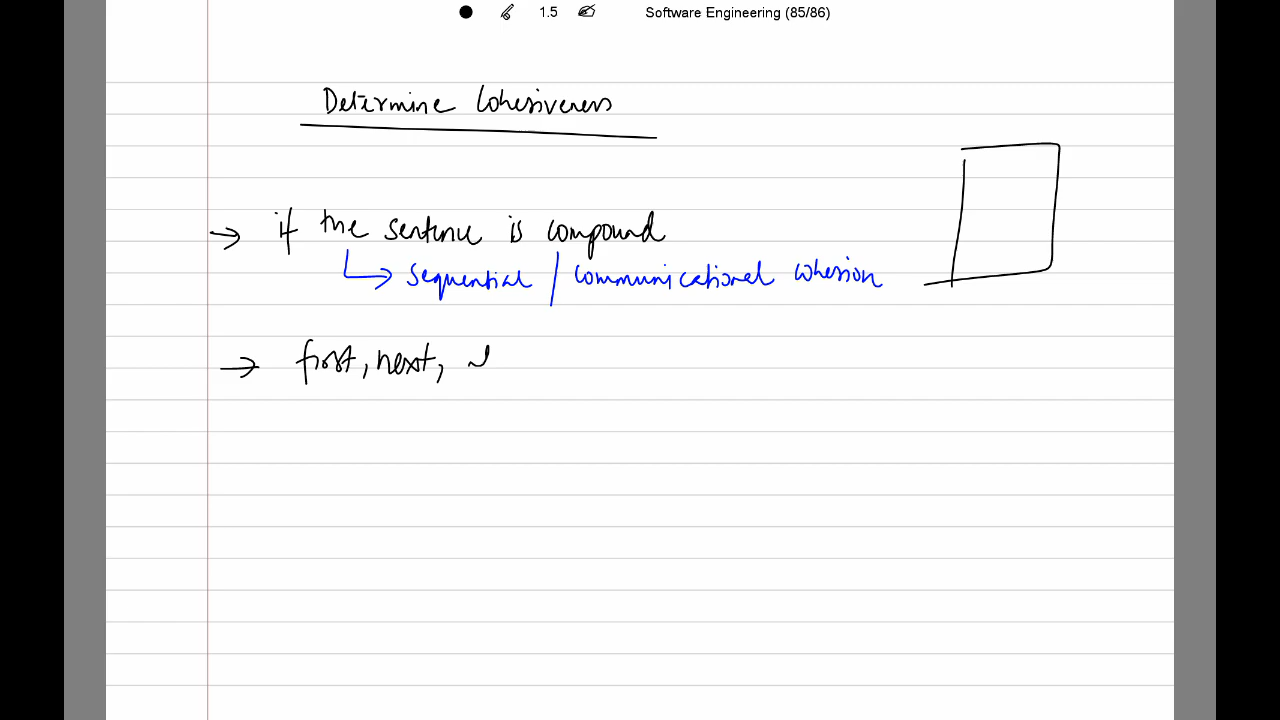 1.5 Software Engineering (85/86)
Determine Cohesiveness
→ if the sentence is compound
↳ sequential / communicational cohesion
→ first, next,